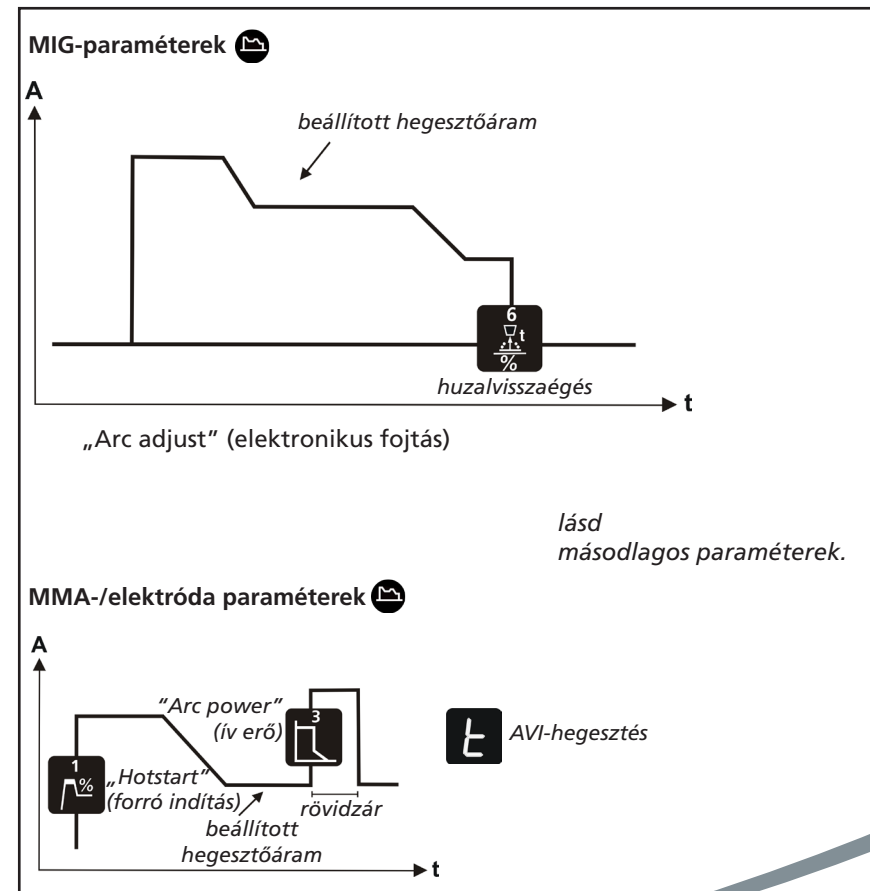 MIG-paraméterek
A
beállított hegesztőáram
6
t
%
huzalvisszaégés
t
„Arc adjust” (elektronikus fojtás)
lásd
másodlagos paraméterek.
MMA-/elektróda paraméterek
A
“Arc power”
(ív erő)
3
t
AVI-hegesztés
1
%
„Hotstart”
(forró indítás)
rövidzár
beállított
hegesztőáram
t